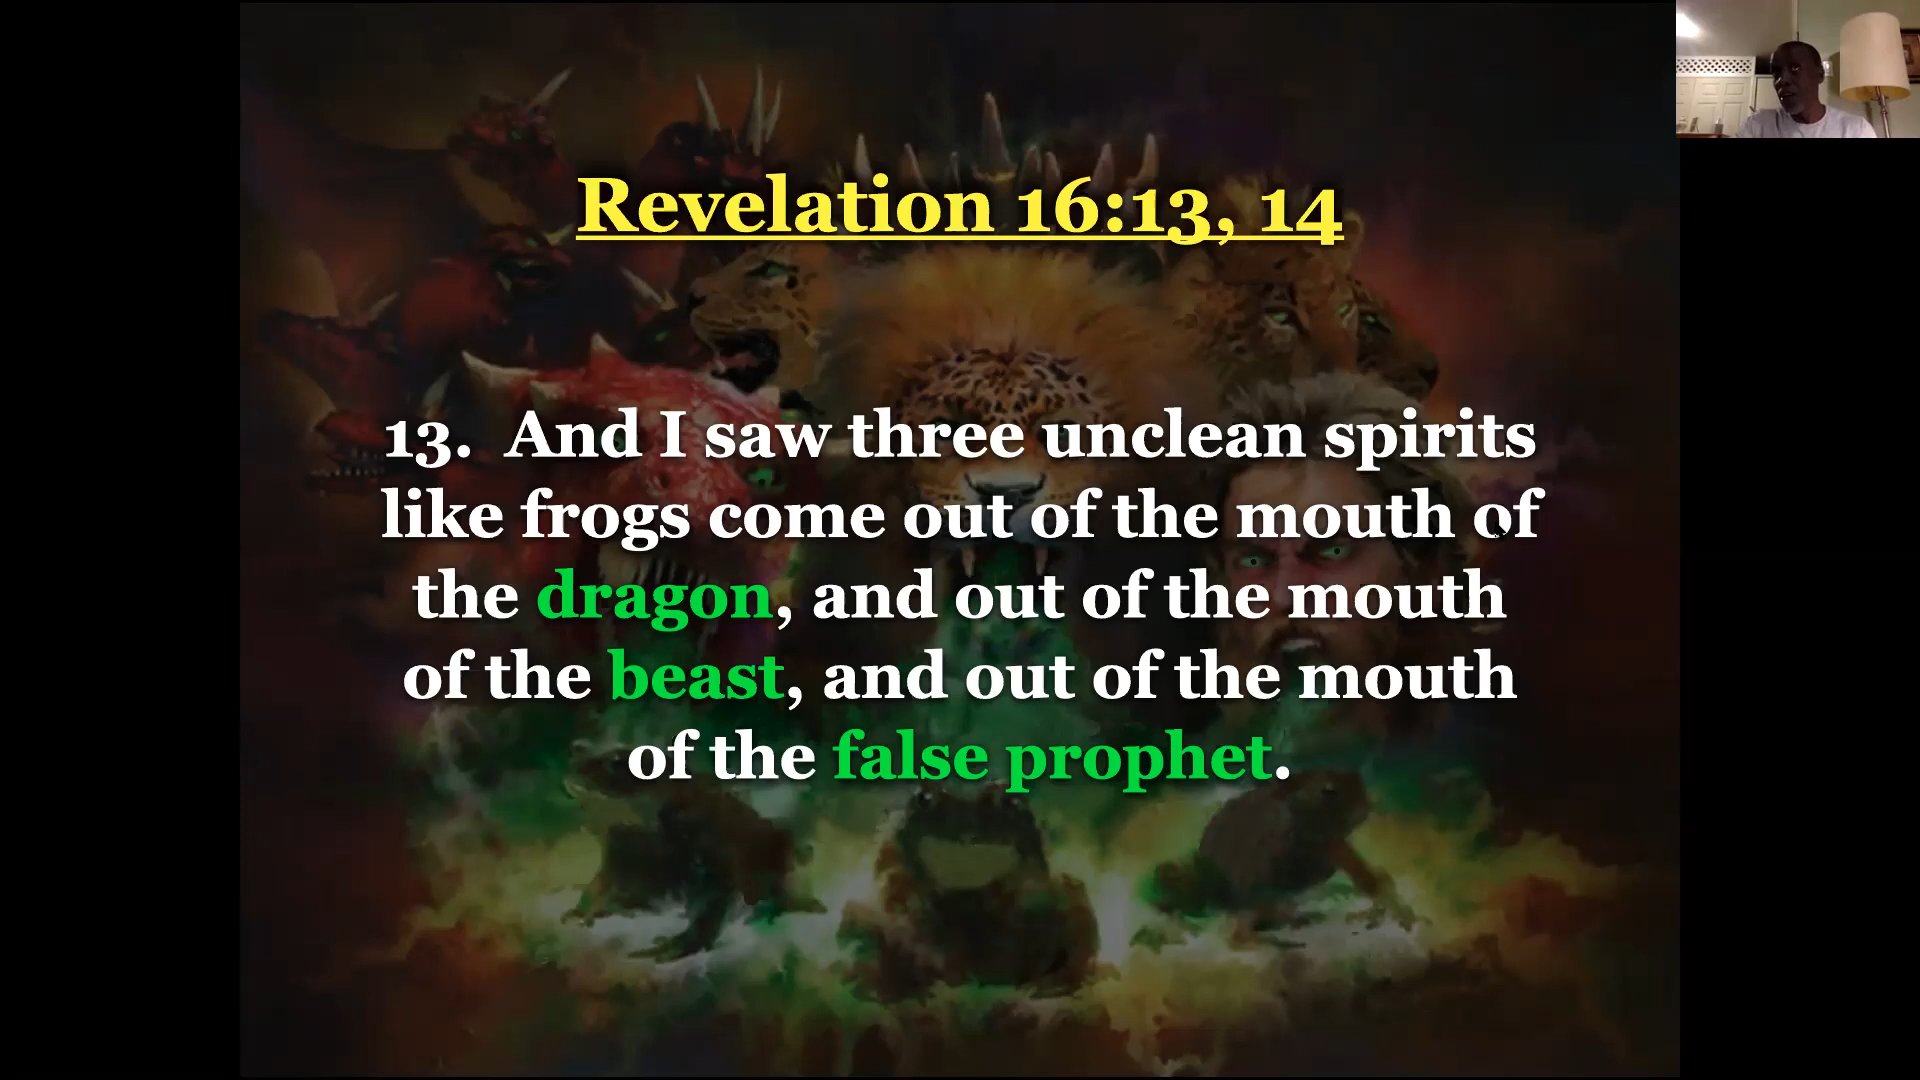 Revelation 16:13, 14
13. And I saw three unclean spirits
like frogs come out of the mouth of
the dragon, and out of the mouth
of the beast, and out of the mouth
of the false prophet.